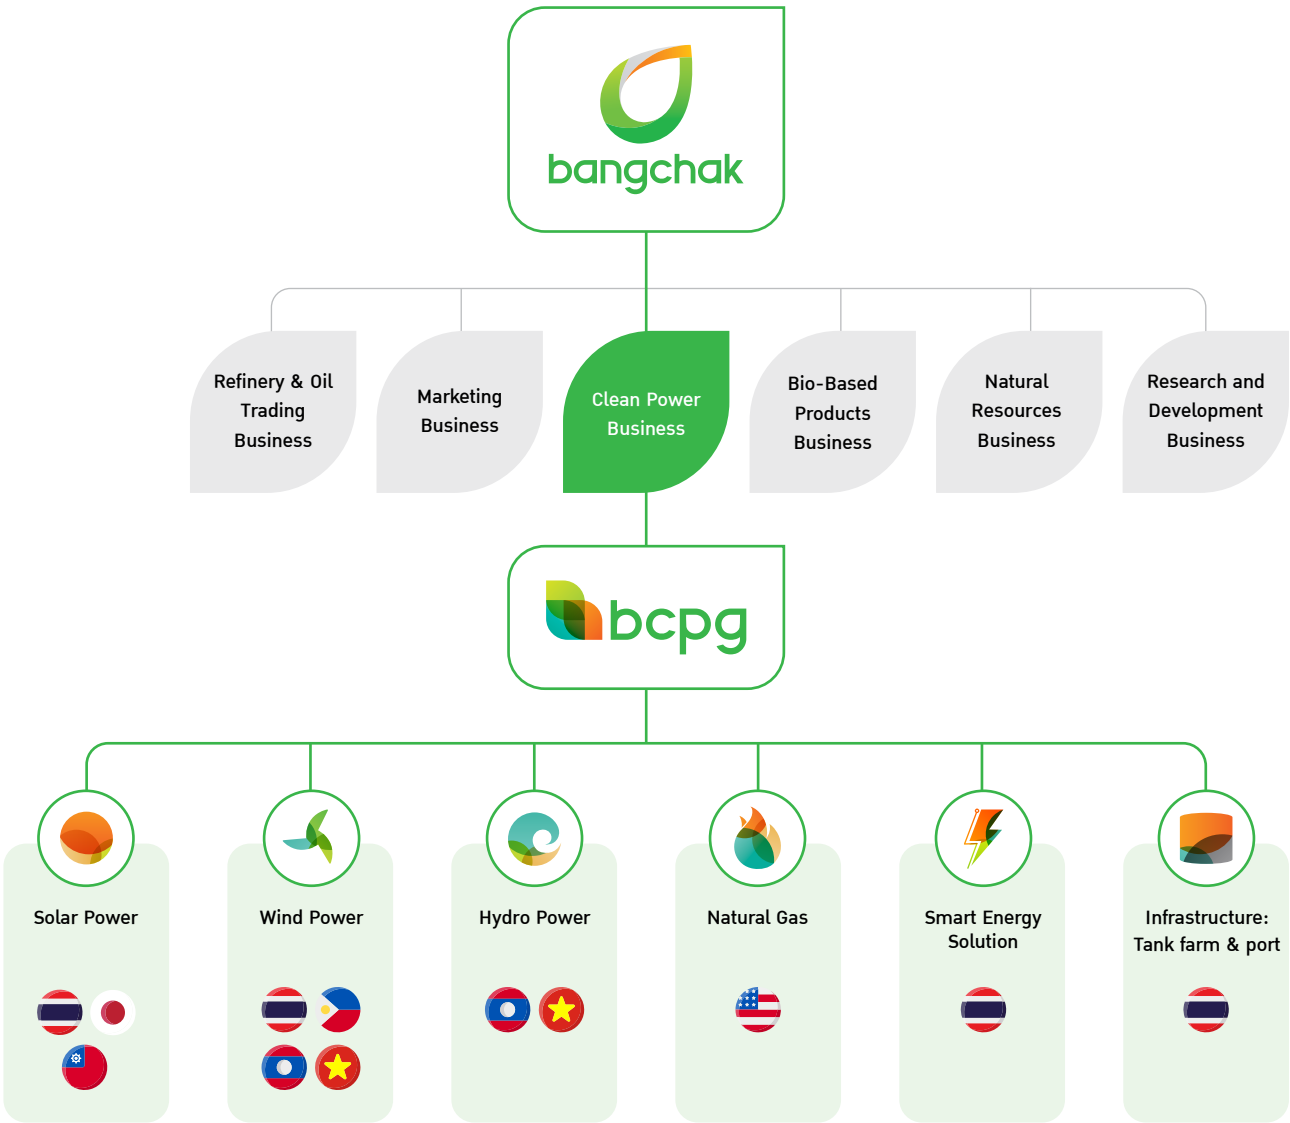 bangchak
Refinery & Oil
Trading
Business
Marketing
Business
Clean Power
Business
Bio-Based
Products
Business
Natural
Resources
Business
Research and
Development
Business
bcpg
Solar Power
Wind Power
Hydro Power
Natural Gas
Smart Energy
Solution
Infrastructure:
Tank farm & port